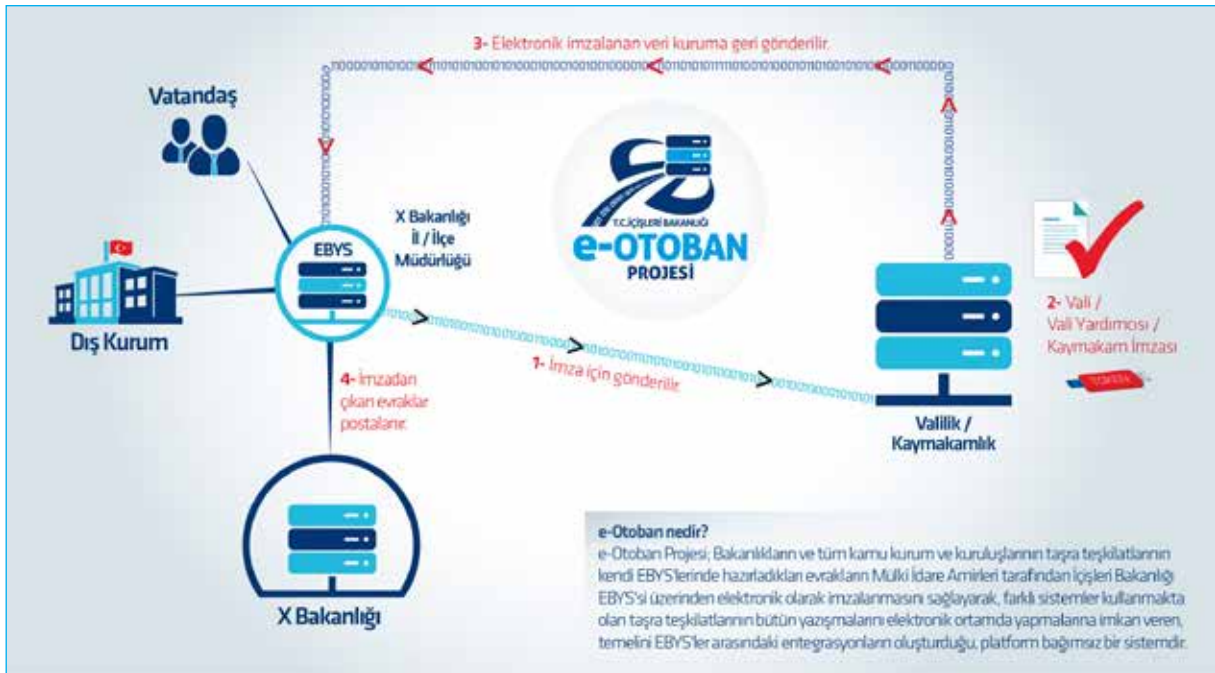 3- Elektronik imzalanan veri kuruma geri gönderilir.
Vatandaş
EBYS
X Bakanlığı
İl / İlçe
Müdürlüğü
T.C. İÇİŞLERİ BAKANLIĞI
e-OTOBAN
PROJESİ
Dış Kurum
1- İmza için gönderilir.
2- Vali /
Vali Yardımcısı /
Kaymakam İmzası
TOKEN
4- İmzadan
çıkan evraklar
postalanır.
Valilik /
Kaymakamlık
X Bakanlığı
e-Otoban nedir?
e-Otoban Projesi; Bakanlıkların ve tüm kamu kurum ve kuruluşlarının taşra teşkilatlarının
kendi EBYS'lerinde hazırladıkları evrakların Mülki İdare Amirleri tarafından İçişleri Bakanlığı
EBYS'si üzerinden elektronik olarak imzalanmasını sağlayarak, farklı sistemler kullanmakta
olan taşra teşkilatlarının bütün yazışmalarını elektronik ortamda yapmalarına imkan veren,
temelini EBYS'ler arasındaki entegrasyonların oluşturduğu, platform bağımsız bir sistemdir.